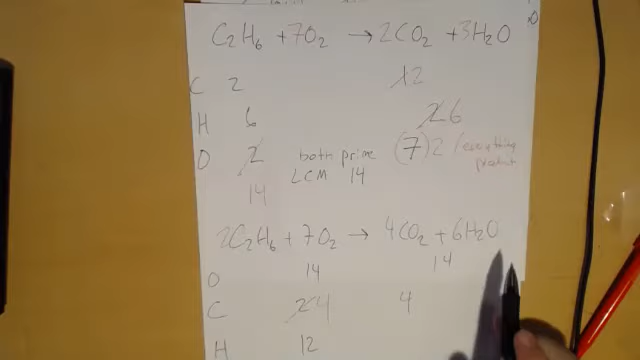 C2H6 + 7O2 → 2CO2 + 3H2O
C 2 12
H 6 26
O 2 both prime (7)2 / everything
14 LCM 14 product
2C2H6 + 7O2 → 4CO2 + 6H2O
O 14 14
C 24 4
H 12